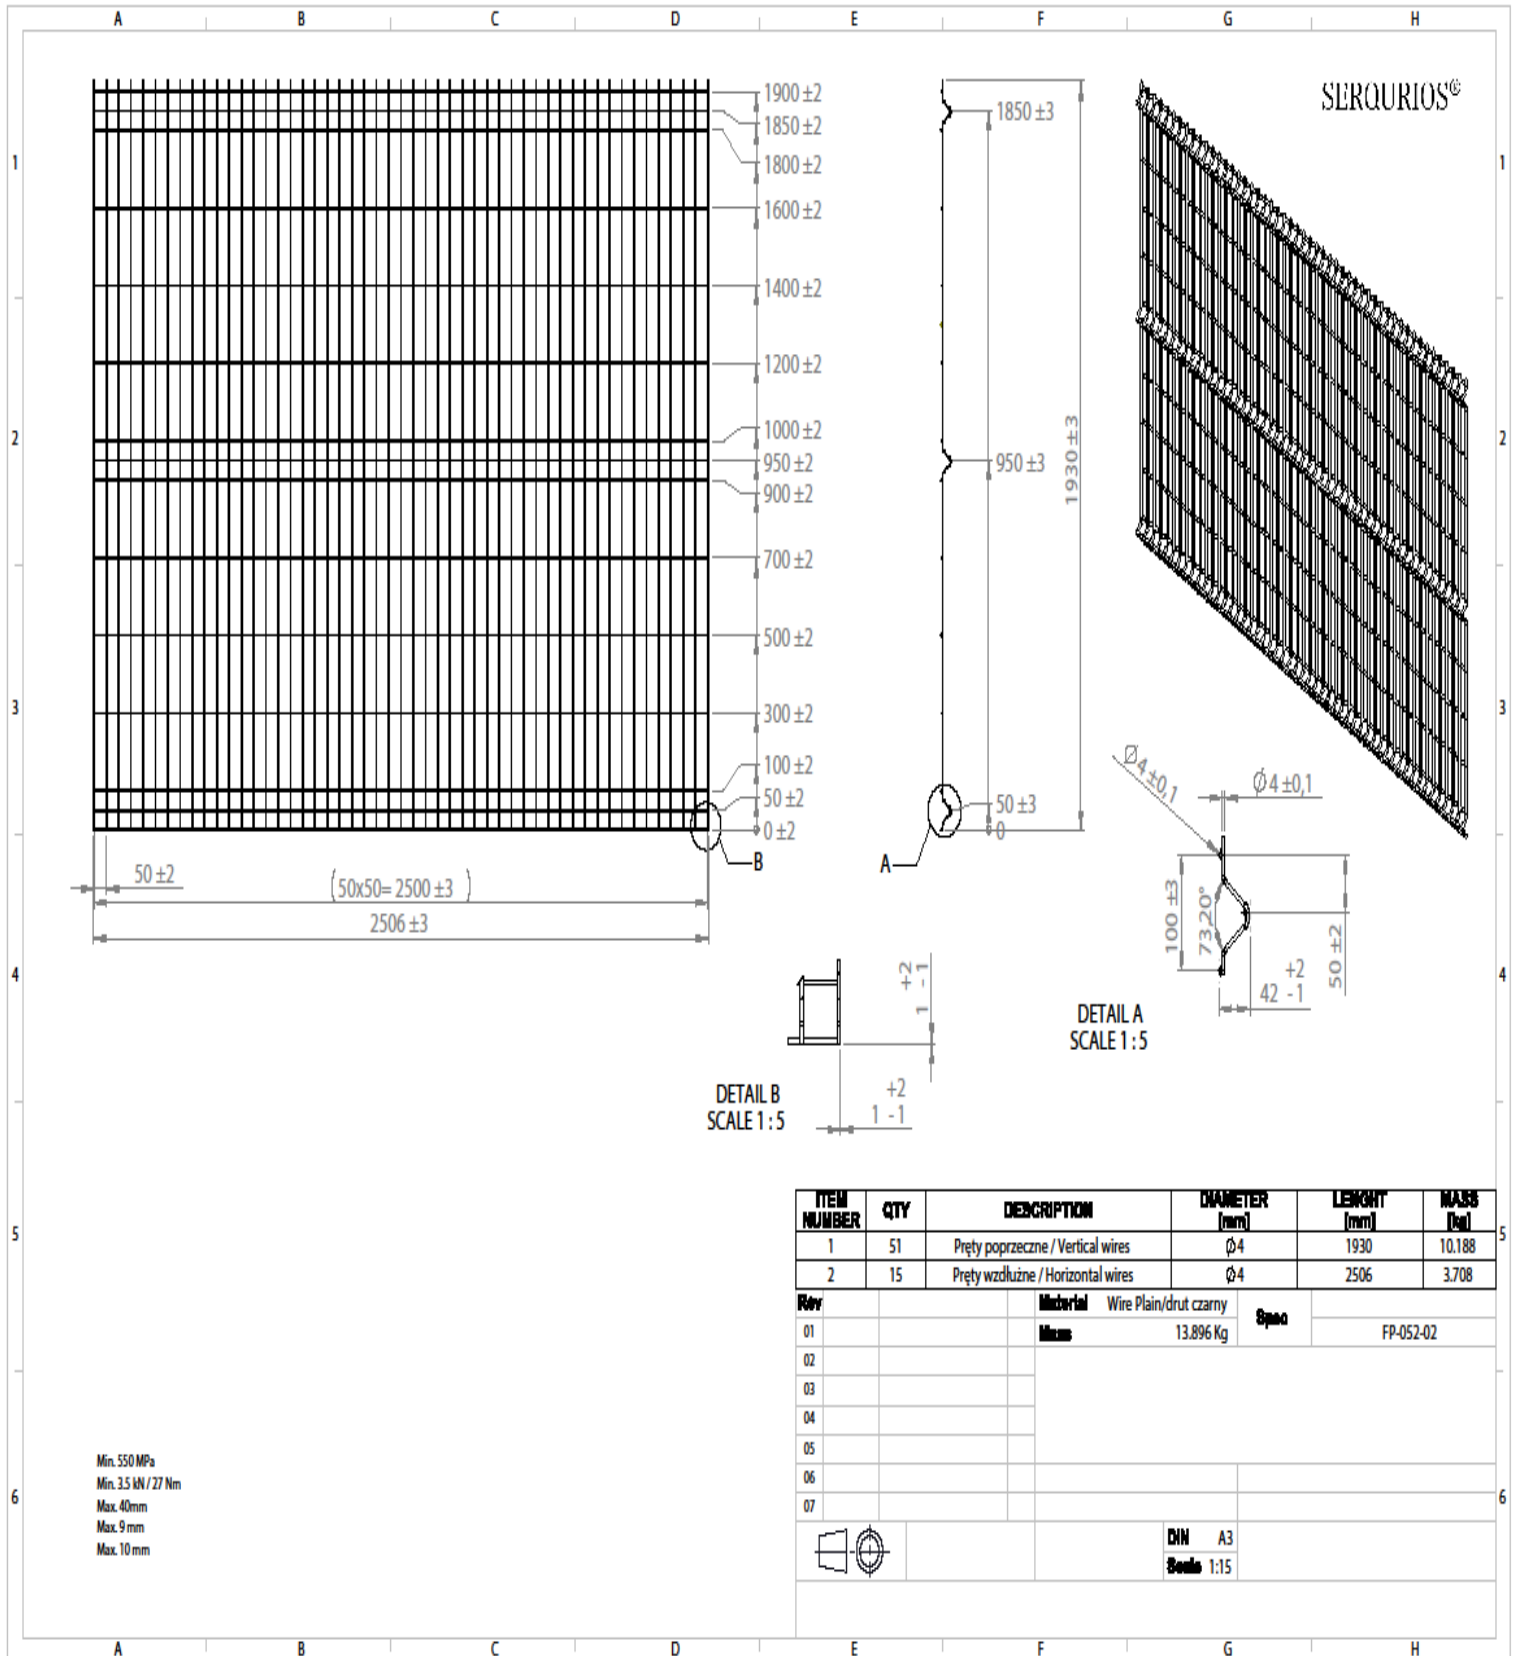 A B C D E F G H
SERQURIOS®
1900 ±2
1850 ±2
1800 ±2
1600 ±2
1400 ±2
1200 ±2
1000 ±2
950 ±2
900 ±2
700 ±2
500 ±2
300 ±2
100 ±2
50 ±2
0 ±2
B
1850 ±3
950 ±3
50 ±3
0
A
1930 ±3
50 ±2
(50x50= 2500 ±3)
2506 ±3
Ø4 ±0,1
Ø4 ±0,1
100 ±3
73,20°
50 ±2
+2
42 -1
DETAIL A
SCALE 1 : 5
+2
1 -1
DETAIL B
SCALE 1 : 5
+2
1 -1
1 1
2 2
3 3
4 4
5 5
6 6
ITEM NUMBER QTY DESCRIPTION DIAMETER [mm] LENGHT [mm] MASS [kg]
1 51 Pręty poprzeczne / Vertical wires Ø4 1930 10.188
2 15 Pręty wzdłużne / Horizontal wires Ø4 2506 3.708
Rev Material Wire Plain/drut czarny Spec
01 Mass 13.896 Kg FP-052-02
02
03
04
05
06
07
DIN A3
Scale 1:15
Min. 550 MPa
Min. 3.5 kN / 27 Nm
Max. 40mm
Max. 9 mm
Max. 10 mm
A B C D E F G H